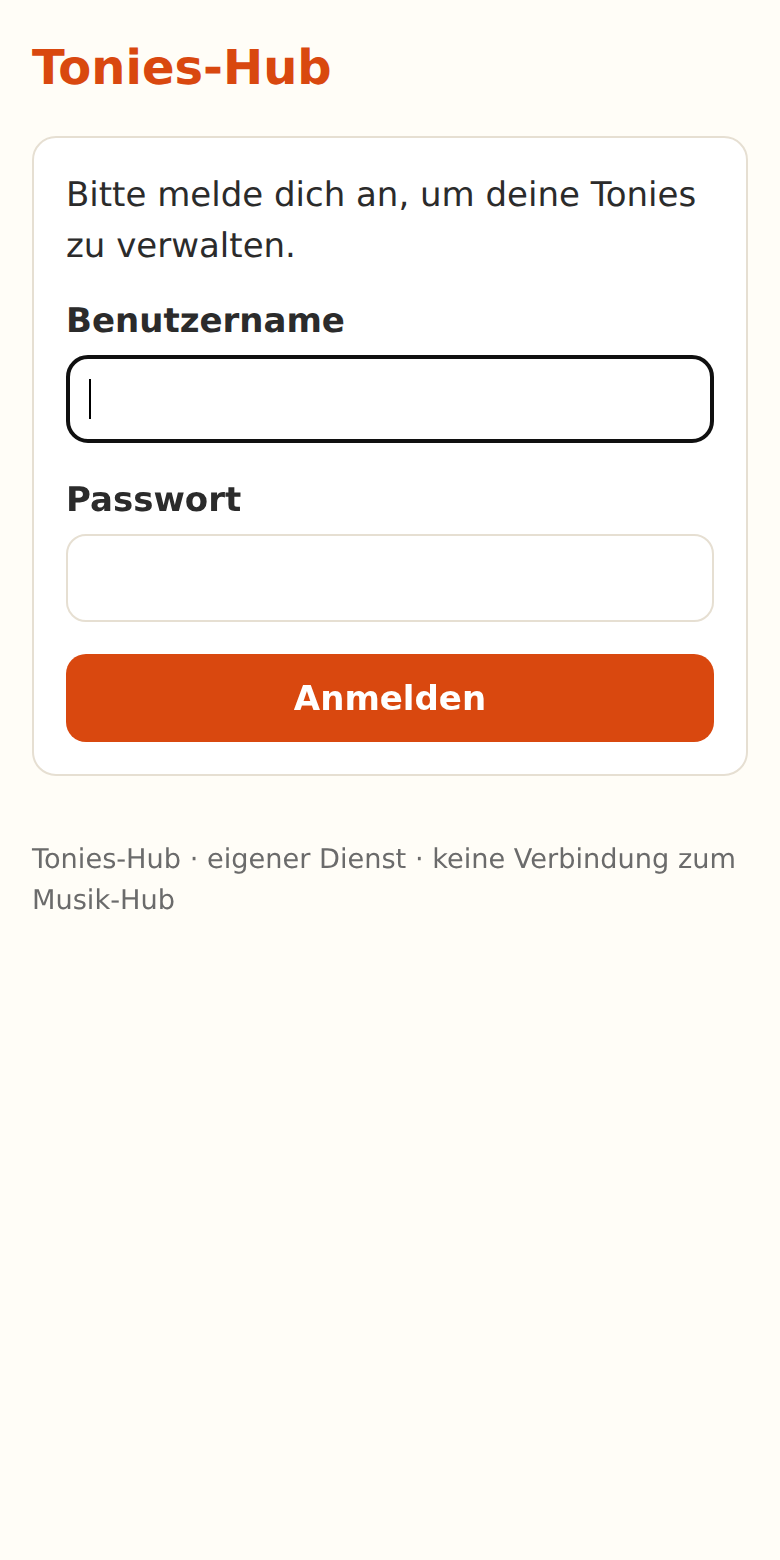 Tonies-Hub
Bitte melde dich an, um deine Tonies
zu verwalten.
Benutzername
Passwort
Anmelden
Tonies-Hub · eigener Dienst · keine Verbindung zum
Musik-Hub